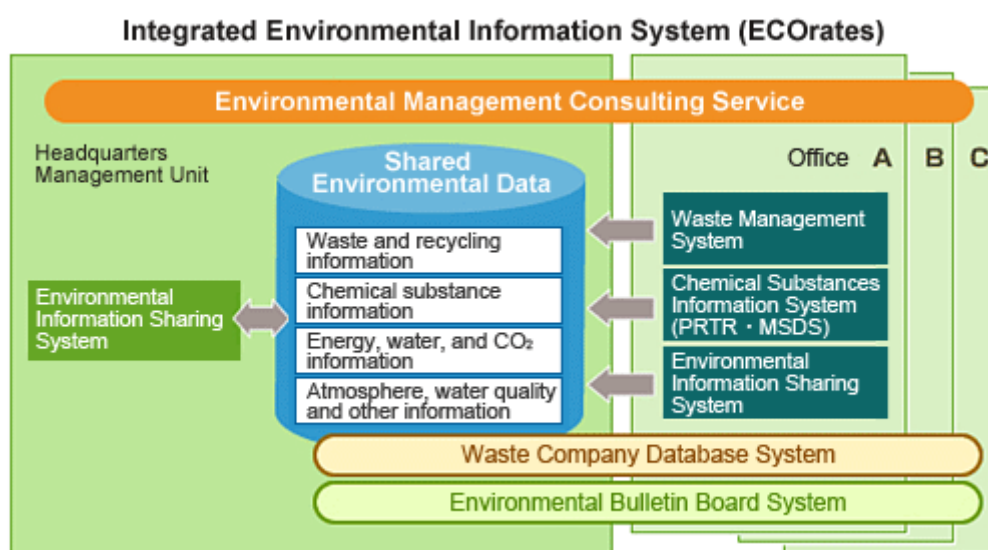 Integrated Environmental Information System (ECOrates)
Environmental Management Consulting Service
Headquarters
Management Unit
Shared
Environmental Data
Office A B C
Waste and recycling
information
Chemical substance
information
Energy, water, and CO₂
information
Atmosphere, water quality
and other information
Environmental
Information Sharing
System
Waste Management
System
Chemical Substances
Information System
(PRTR・MSDS)
Environmental
Information Sharing
System
Waste Company Database System
Environmental Bulletin Board System